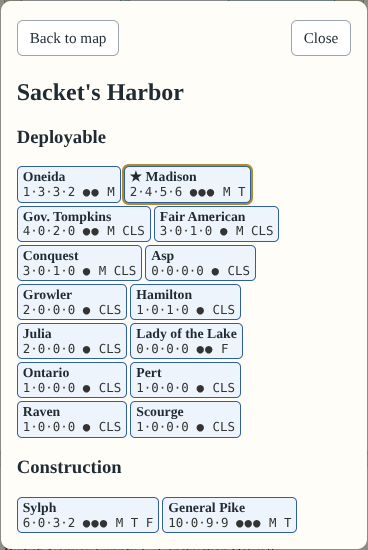 Back to map Close
Sacket's Harbor
Deployable
Oneida ★ Madison
1·3·3·2 ●● M 2·4·5·6 ●●● M T
Gov. Tompkins Fair American
4·0·2·0 ●● M CLS 3·0·1·0 ● M CLS
Conquest Asp
3·0·1·0 ● M CLS 0·0·0·0 ● CLS
Growler Hamilton
2·0·0·0 ● CLS 1·0·1·0 ● CLS
Julia Lady of the Lake
2·0·0·0 ● CLS 0·0·0·0 ●● F
Ontario Pert
1·0·0·0 ● CLS 1·0·0·0 ● CLS
Raven Scourge
1·0·0·0 ● CLS 1·0·0·0 ● CLS
Construction
Sylph General Pike
6·0·3·2 ●●● M T F 10·0·9·9 ●●● M T